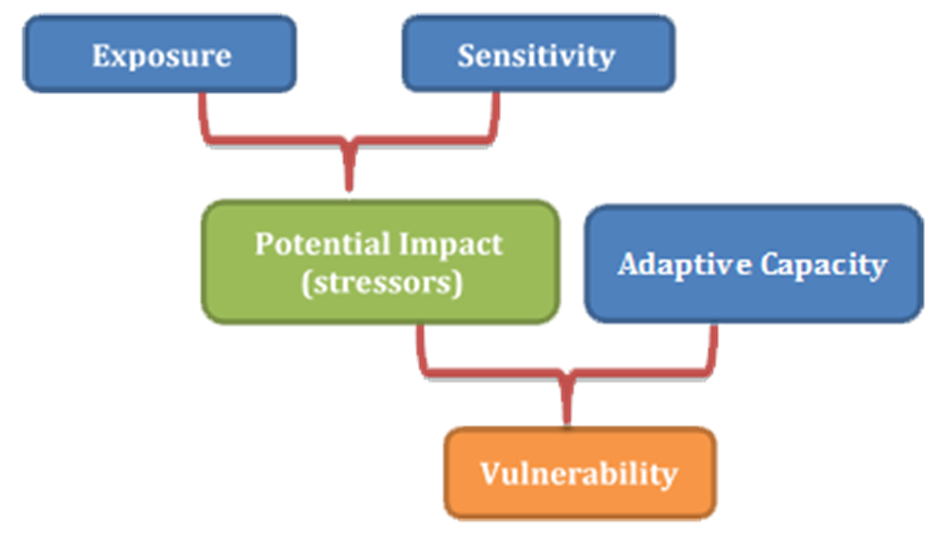 Exposure
Sensitivity
Potential Impact
(stressors)
Adaptive Capacity
Vulnerability